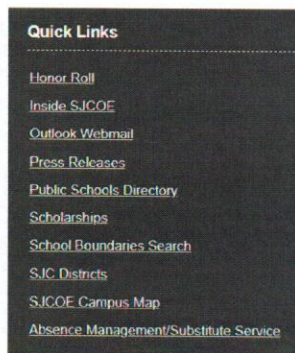 Quick Links
Honor Roll
Inside SJCOE
Outlook Webmail
Press Releases
Public Schools Directory
Scholarships
School Boundaries Search
SJC Districts
SJCOE Campus Map
Absence Management/Substitute Service